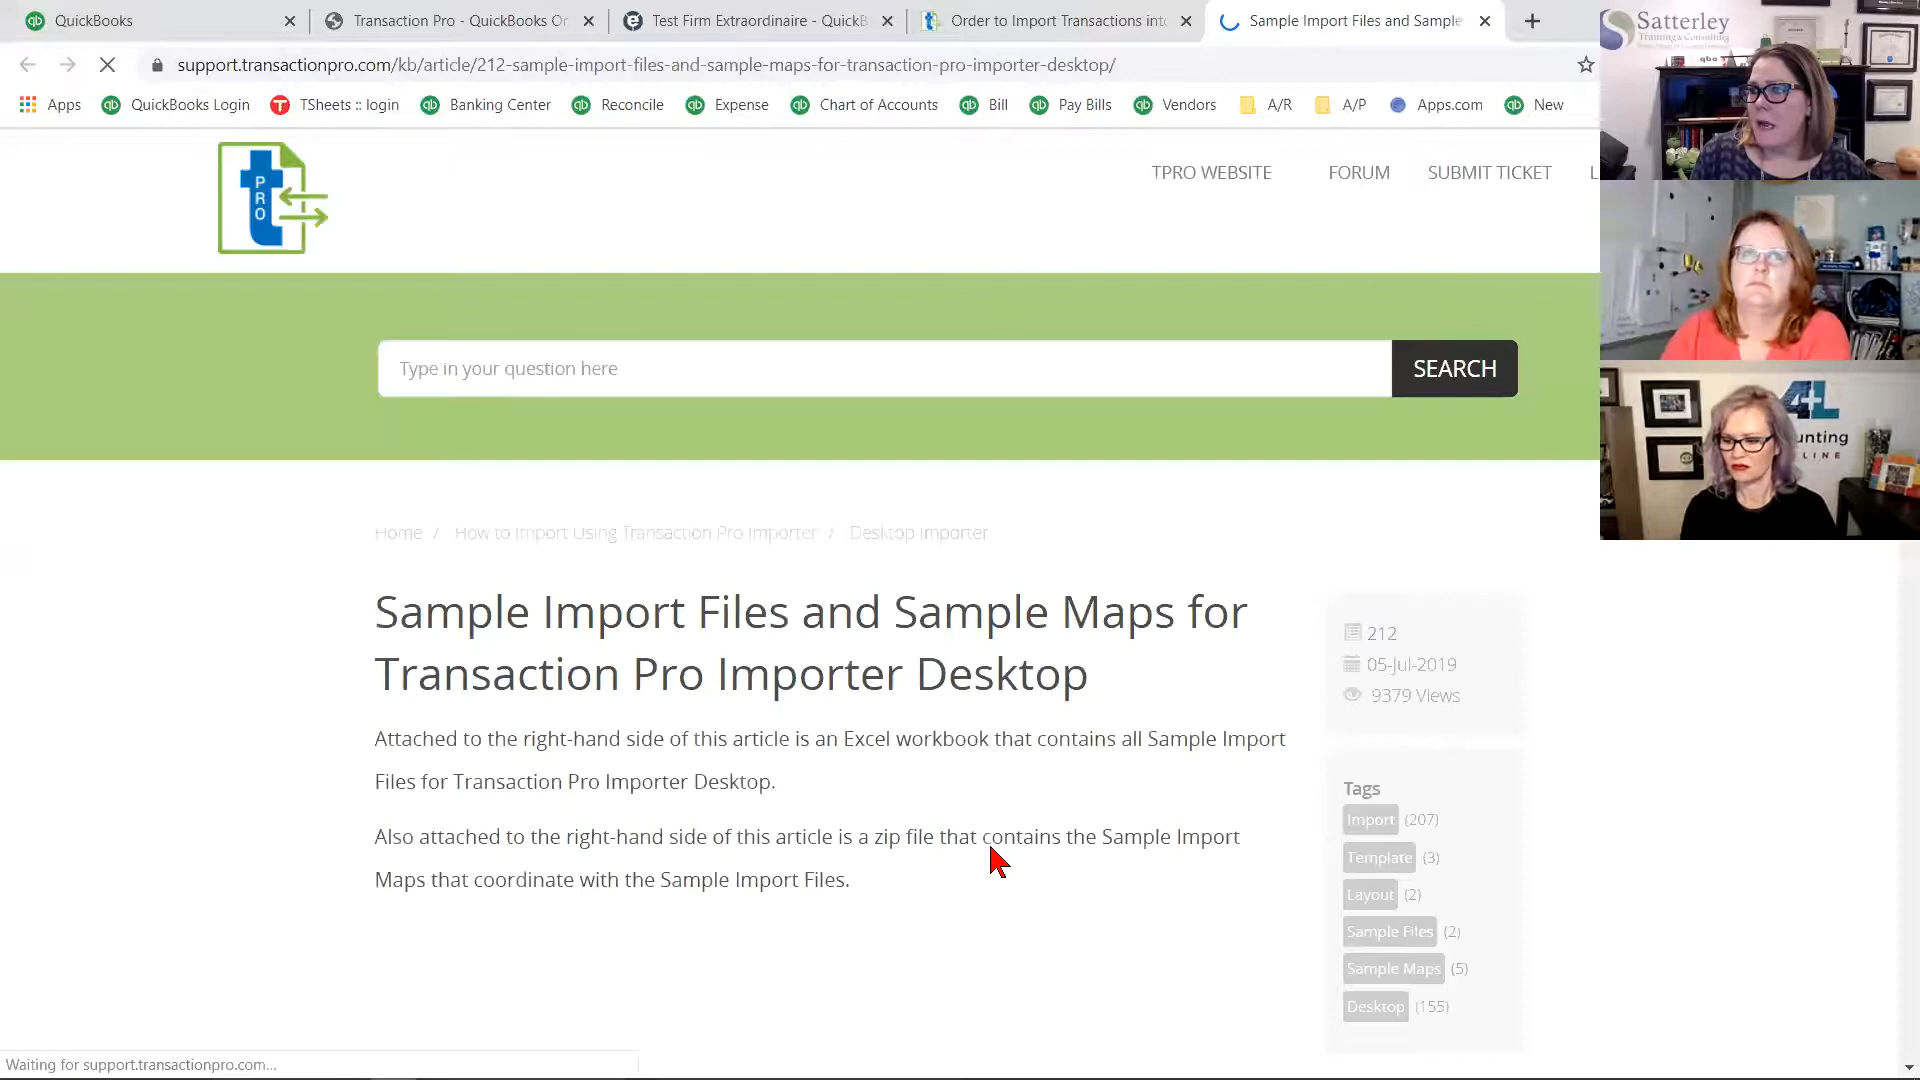 QuickBooks
Transaction Pro - QuickBooks Or
Test Firm Extraordinaire - QuickB
Order to Import Transactions into
Sample Import Files and Sample
support.transactionpro.com/kb/article/212-sample-import-files-and-sample-maps-for-transaction-pro-importer-desktop/
Apps
QuickBooks Login
TSheets :: login
Banking Center
Reconcile
Expense
Chart of Accounts
Bill
Pay Bills
Vendors
A/R
A/P
Apps.com
New
Satterley
Training & Consulting
qbo
t PRO
TPRO WEBSITE
FORUM
SUBMIT TICKET
L
Type in your question here
SEARCH
4+L
unting
LINE
Home / How to Import Using Transaction Pro Importer / Desktop Importer
Sample Import Files and Sample Maps for
Transaction Pro Importer Desktop
Attached to the right-hand side of this article is an Excel workbook that contains all Sample Import
Files for Transaction Pro Importer Desktop.
Also attached to the right-hand side of this article is a zip file that contains the Sample Import
Maps that coordinate with the Sample Import Files.
212
05-Jul-2019
9379 Views
Tags
Import (207)
Template (3)
Layout (2)
Sample Files (2)
Sample Maps (5)
Desktop (155)
Waiting for support.transactionpro.com...